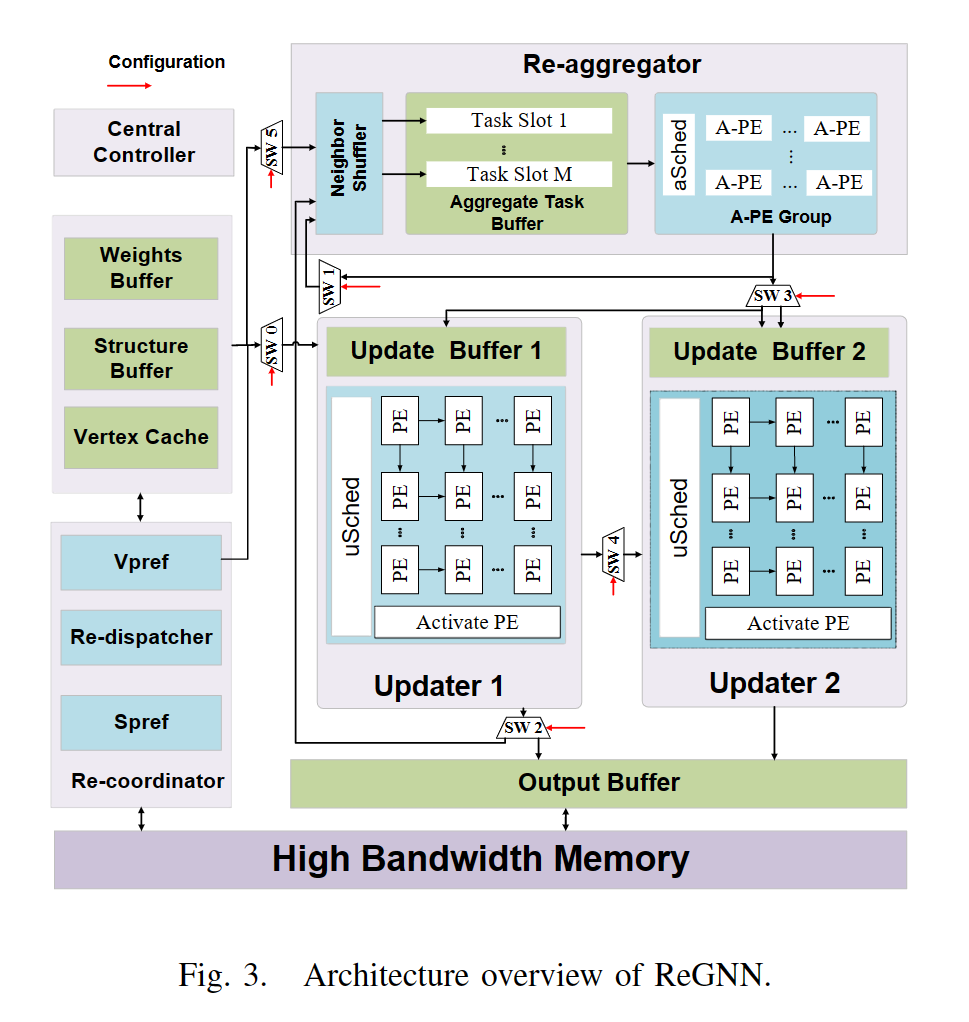 Configuration
Central
Controller
Weights
Buffer
Structure
Buffer
Vertex Cache
Vpref
Re-dispatcher
Spref
Re-coordinator
SW 5
SW 0
Re-aggregator
Neighbor
Shuffler
Task Slot 1
...
Task Slot M
Aggregate Task
Buffer
aSched
A-PE ... A-PE
...
A-PE ... A-PE
A-PE Group
SW 1
SW 3
Update Buffer 1
uSched
PE PE ... PE
PE PE ... PE
... ... ...
PE PE ... PE
Activate PE
Updater 1
SW 4
Update Buffer 2
uSched
PE PE ... PE
PE PE ... PE
... ... ...
PE PE ... PE
Activate PE
Updater 2
SW 2
Output Buffer
High Bandwidth Memory
Fig. 3. Architecture overview of ReGNN.